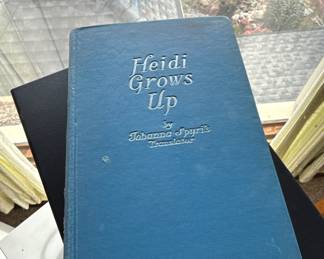 Heidi
Grows
Up
by
Johanna Spyri's
Translator